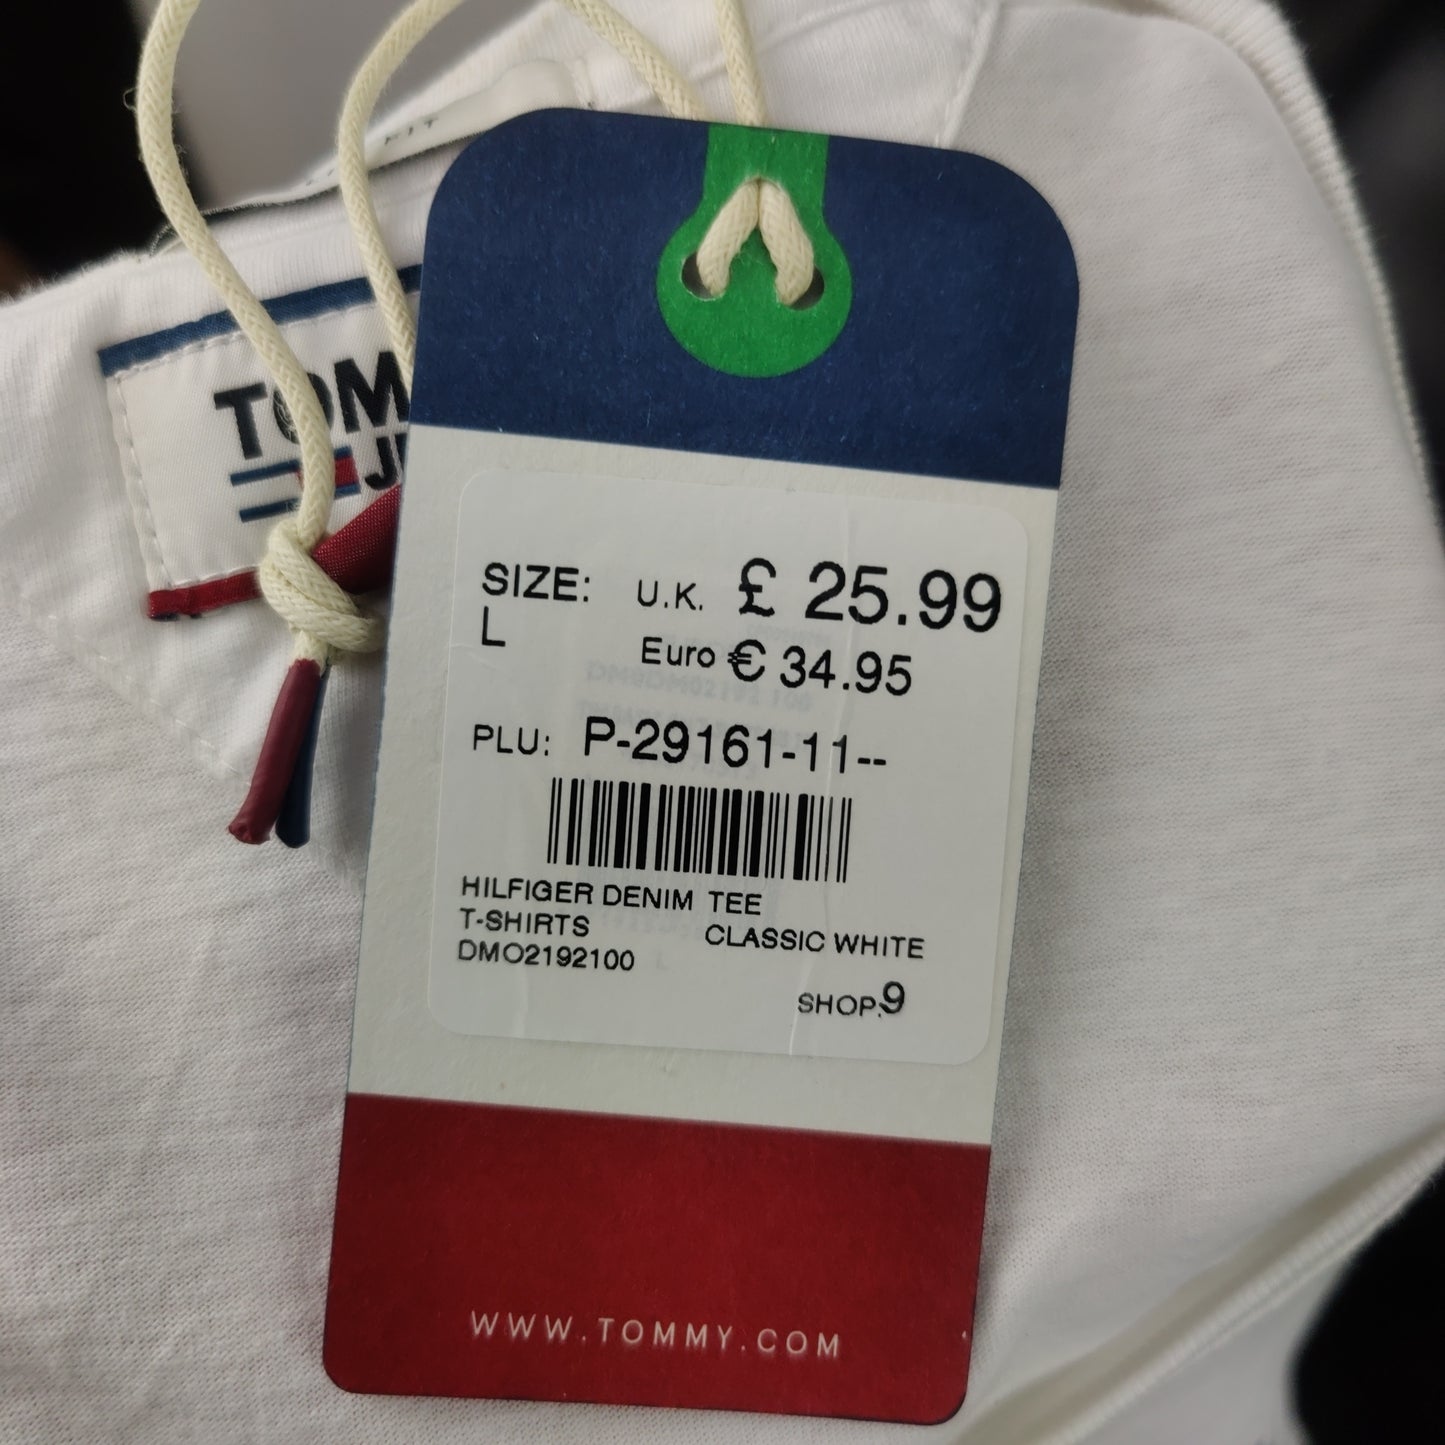 FIT
TOM
SIZE: U.K. £ 25.99
L
Euro € 34.95
PLU: P-29161-11--
HILFIGER DENIM TEE
T-SHIRTS
CLASSIC WHITE
DMO2192100
SHOP.9
WWW.TOMMY.COM